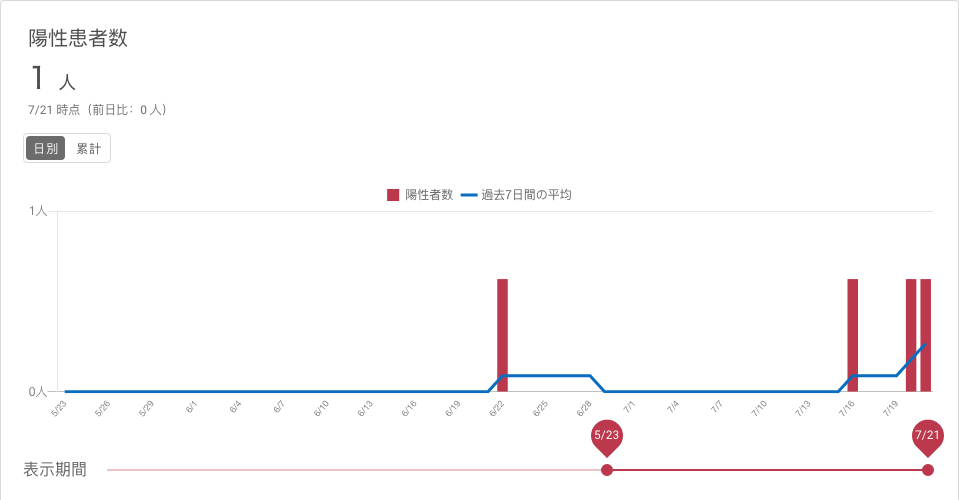 陽性患者数
1 人
7/21 時点（前日比：0 人）
日別 累計
陽性者数 過去7日間の平均
1人
0人
5/23 5/26 5/29 6/1 6/4 6/7 6/10 6/13 6/16 6/19 6/22 6/25 6/28 7/1 7/4 7/7 7/10 7/13 7/16 7/19
5/23 7/21
表示期間